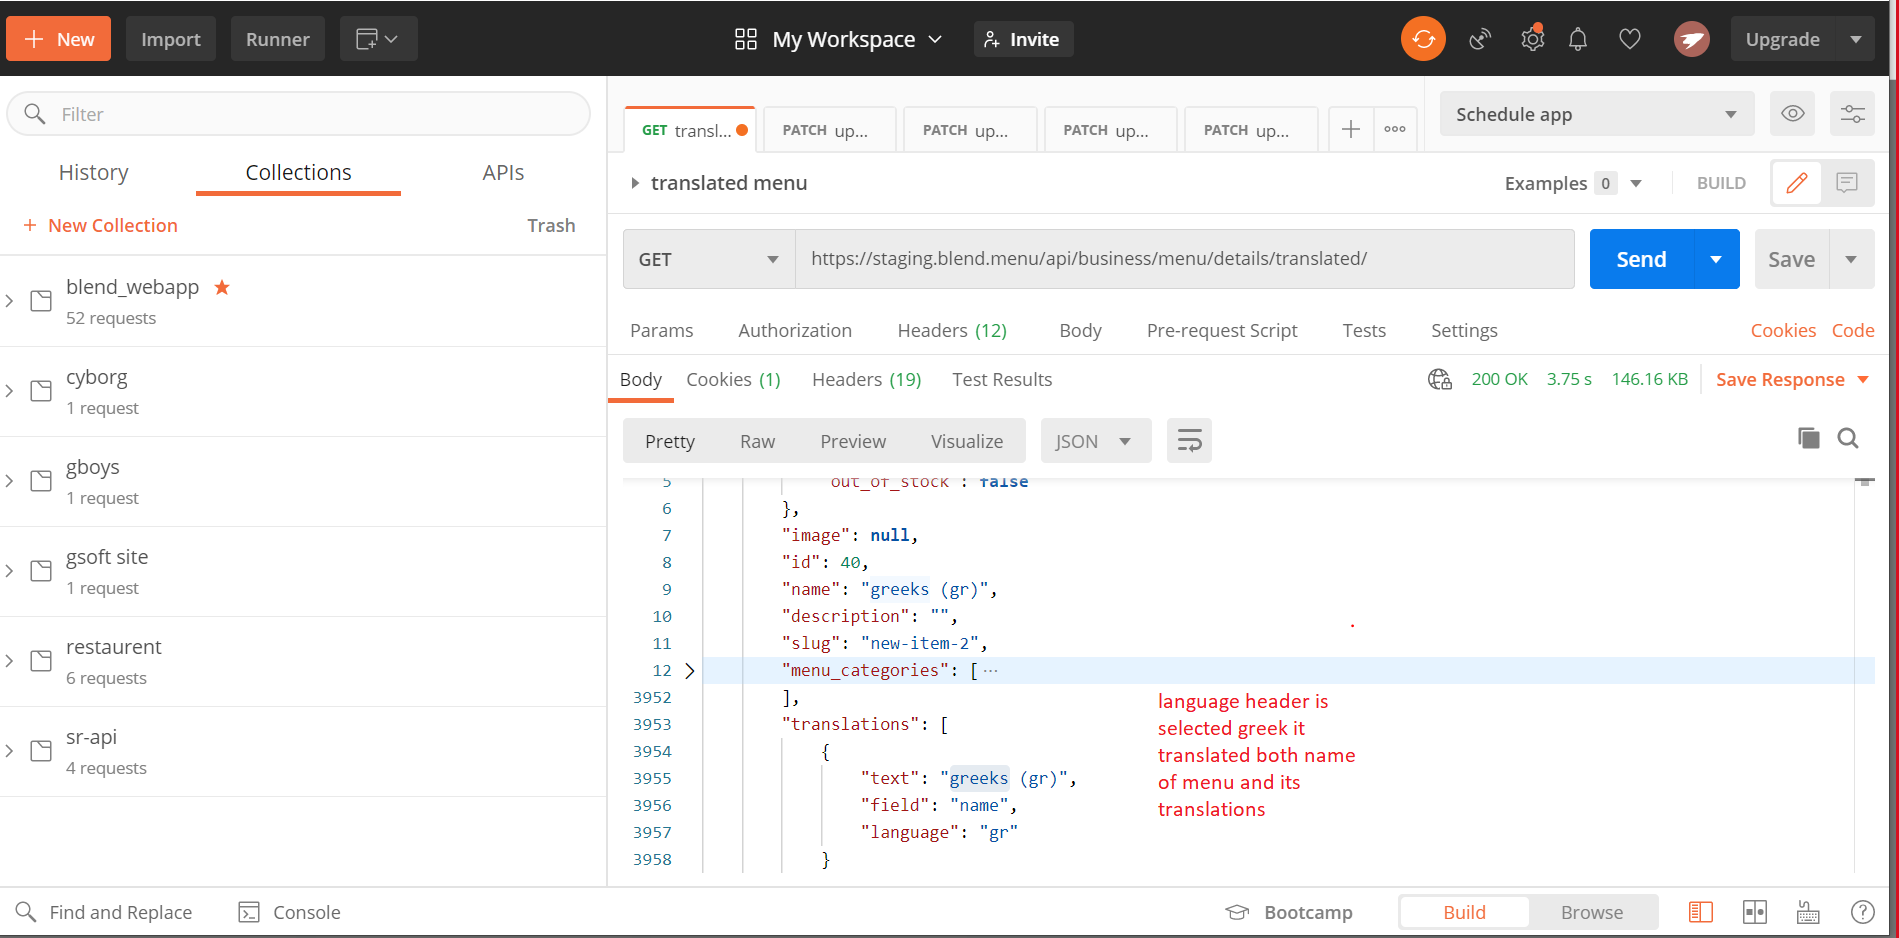 New
Import
Runner
My Workspace
Invite
Upgrade
Filter
History
Collections
APIs
New Collection
Trash
blend_webapp
52 requests
cyborg
1 request
gboys
1 request
gsoft site
1 request
restaurent
6 requests
sr-api
4 requests
GET transl...
PATCH up...
PATCH up...
PATCH up...
PATCH up...
Schedule app
translated menu
Examples 0
BUILD
GET
https://staging.blend.menu/api/business/menu/details/translated/
Send
Save
Params
Authorization
Headers (12)
Body
Pre-request Script
Tests
Settings
Cookies
Code
Body
Cookies (1)
Headers (19)
Test Results
200 OK
3.75 s
146.16 KB
Save Response
Pretty
Raw
Preview
Visualize
JSON
5 out_of_stock": false
6 },
7 "image": null,
8 "id": 40,
9 "name": "greeks (gr)",
10 "description": "",
11 "slug": "new-item-2",
12 "menu_categories": [ ...
3952 ],
3953 "translations": [
3954 {
3955 "text": "greeks (gr)",
3956 "field": "name",
3957 "language": "gr"
3958 }
language header is
selected greek it
translated both name
of menu and its
translations
Find and Replace
Console
Bootcamp
Build
Browse